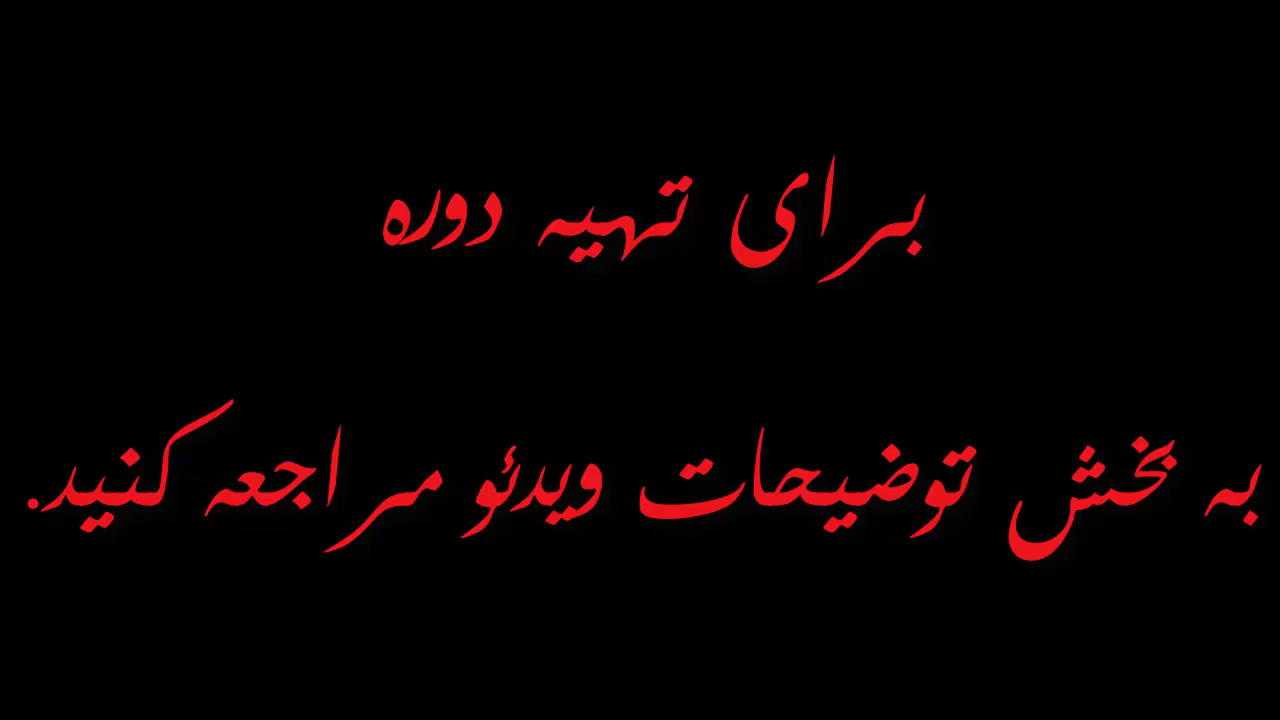 برای تهیه دوره
به بخش توضیحات ویدئو مراجعه کنید.